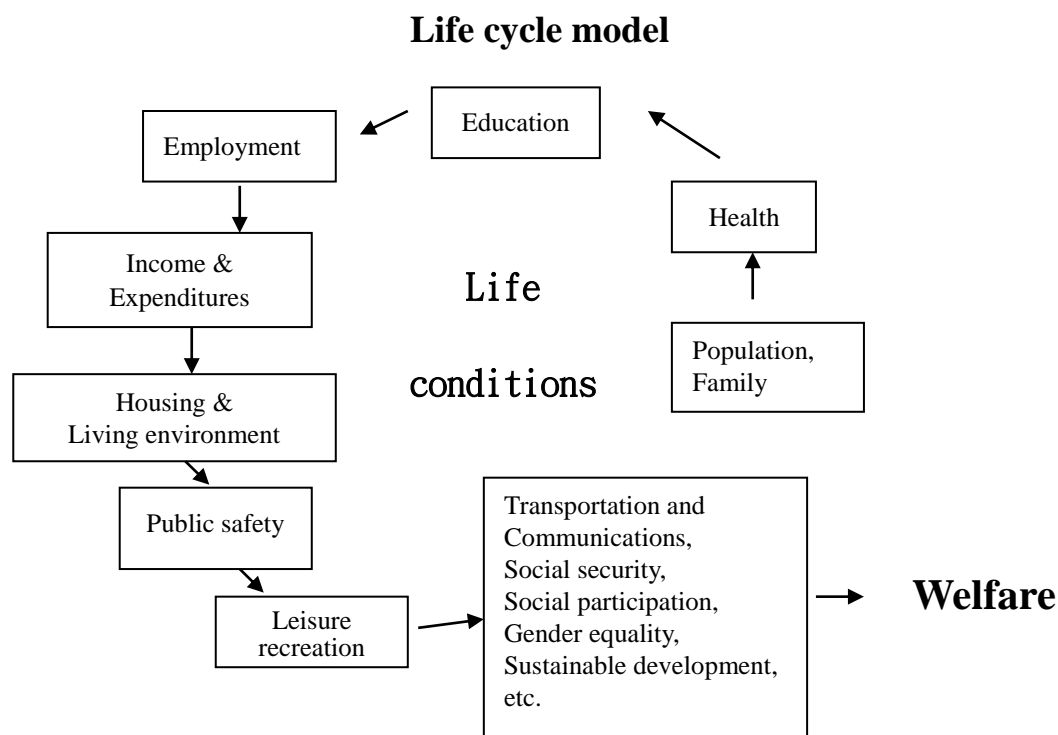 Life cycle model
Education
Employment
Health
Income &
Expenditures
Life
conditions
Population,
Family
Housing &
Living environment
Public safety
Transportation and
Communications,
Social security,
Social participation,
Gender equality,
Sustainable development,
etc.
Welfare
Leisure
recreation